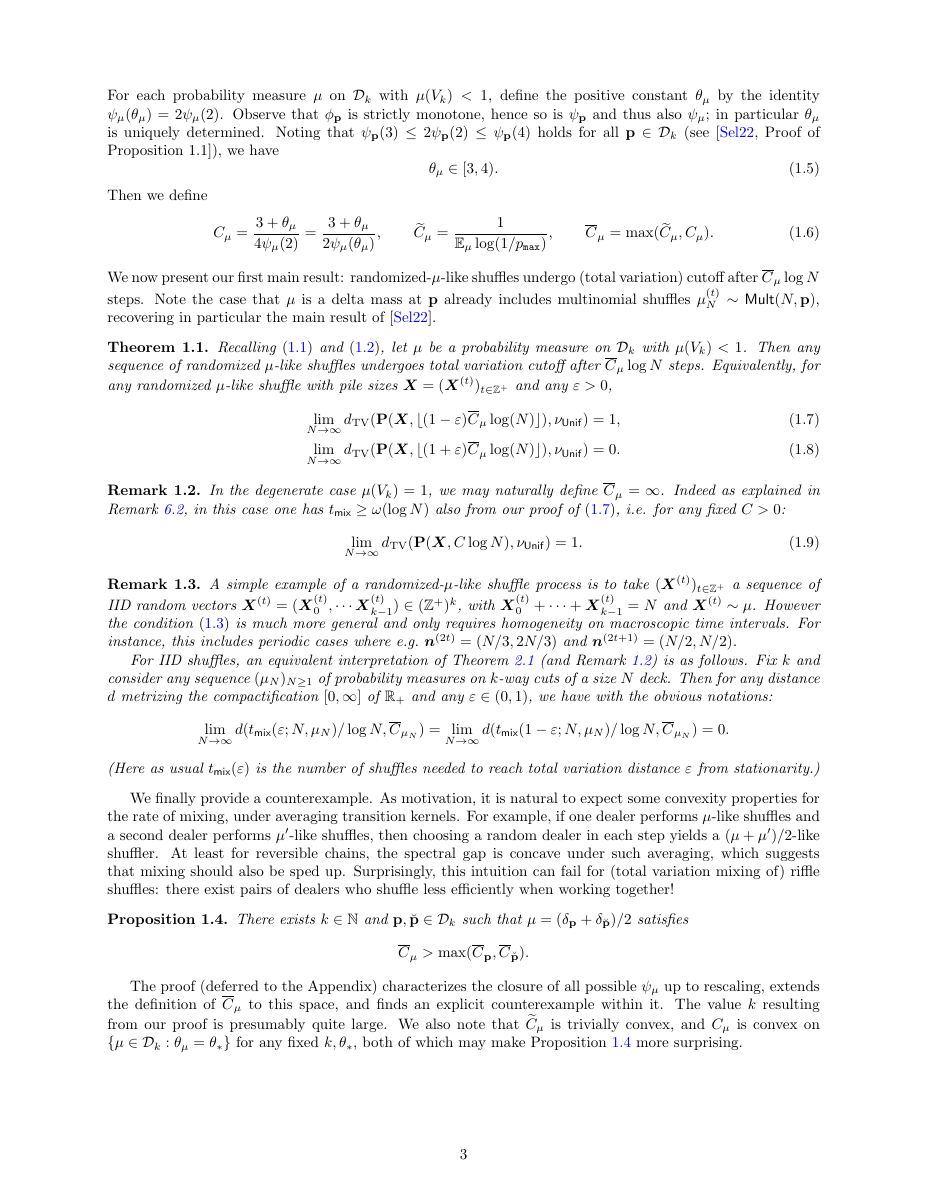 For each probability measure μ on 𝒟ₖ with μ(Vₖ) < 1, define the positive constant θ_μ by the identity
ψ_μ(θ_μ) = 2ψ_μ(2). Observe that ϕ_𝐩 is strictly monotone, hence so is ψ_𝐩 and thus also ψ_μ; in particular θ_μ
is uniquely determined. Noting that ψ_𝐩(3) ≤ 2ψ_𝐩(2) ≤ ψ_𝐩(4) holds for all 𝐩 ∈ 𝒟ₖ (see [Sel22, Proof of
Proposition 1.1]), we have
θ_μ ∈ [3, 4). (1.5)
Then we define
C_μ = (3 + θ_μ)/(4ψ_μ(2)) = (3 + θ_μ)/(2ψ_μ(θ_μ)), C̃_μ = 1/(𝔼_μ log(1/p_max)), C̅_μ = max(C̃_μ, C_μ). (1.6)
We now present our first main result: randomized-μ-like shuffles undergo (total variation) cutoff after C̅_μ log N
steps. Note the case that μ is a delta mass at 𝐩 already includes multinomial shuffles μ_N^(t) ∼ Mult(N, 𝐩),
recovering in particular the main result of [Sel22].
Theorem 1.1. Recalling (1.1) and (1.2), let μ be a probability measure on 𝒟ₖ with μ(Vₖ) < 1. Then any
sequence of randomized μ-like shuffles undergoes total variation cutoff after C̅_μ log N steps. Equivalently, for
any randomized μ-like shuffle with pile sizes 𝑿 = (𝑿^(t))_{t∈ℤ⁺} and any ε > 0,
lim_{N→∞} d_TV(𝐏(𝑿, ⌊(1 − ε)C̅_μ log(N)⌋), ν_Unif) = 1, (1.7)
lim_{N→∞} d_TV(𝐏(𝑿, ⌊(1 + ε)C̅_μ log(N)⌋), ν_Unif) = 0. (1.8)
Remark 1.2. In the degenerate case μ(Vₖ) = 1, we may naturally define C̅_μ = ∞. Indeed as explained in
Remark 6.2, in this case one has t_mix ≥ ω(log N) also from our proof of (1.7), i.e. for any fixed C > 0:
lim_{N→∞} d_TV(𝐏(𝑿, C log N), ν_Unif) = 1. (1.9)
Remark 1.3. A simple example of a randomized-μ-like shuffle process is to take (𝑿^(t))_{t∈ℤ⁺} a sequence of
IID random vectors 𝑿^(t) = (𝑿_0^(t), ⋯ 𝑿_{k−1}^(t)) ∈ (ℤ⁺)^k, with 𝑿_0^(t) + ⋯ + 𝑿_{k−1}^(t) = N and 𝑿^(t) ∼ μ. However
the condition (1.3) is much more general and only requires homogeneity on macroscopic time intervals. For
instance, this includes periodic cases where e.g. 𝒏^(2t) = (N/3, 2N/3) and 𝒏^(2t+1) = (N/2, N/2).
For IID shuffles, an equivalent interpretation of Theorem 2.1 (and Remark 1.2) is as follows. Fix k and
consider any sequence (μ_N)_{N≥1} of probability measures on k-way cuts of a size N deck. Then for any distance
d metrizing the compactification [0, ∞] of ℝ₊ and any ε ∈ (0, 1), we have with the obvious notations:
lim_{N→∞} d(t_mix(ε; N, μ_N)/ log N, C̅_{μ_N}) = lim_{N→∞} d(t_mix(1 − ε; N, μ_N)/ log N, C̅_{μ_N}) = 0.
(Here as usual t_mix(ε) is the number of shuffles needed to reach total variation distance ε from stationarity.)
We finally provide a counterexample. As motivation, it is natural to expect some convexity properties for
the rate of mixing, under averaging transition kernels. For example, if one dealer performs μ-like shuffles and
a second dealer performs μ′-like shuffles, then choosing a random dealer in each step yields a (μ + μ′)/2-like
shuffler. At least for reversible chains, the spectral gap is concave under such averaging, which suggests
that mixing should also be sped up. Surprisingly, this intuition can fail for (total variation mixing of) riffle
shuffles: there exist pairs of dealers who shuffle less efficiently when working together!
Proposition 1.4. There exists k ∈ ℕ and 𝐩, 𝐩̆ ∈ 𝒟ₖ such that μ = (δ_𝐩 + δ_𝐩̆)/2 satisfies
C̅_μ > max(C̅_𝐩, C̅_𝐩̆).
The proof (deferred to the Appendix) characterizes the closure of all possible ψ_μ up to rescaling, extends
the definition of C̅_μ to this space, and finds an explicit counterexample within it. The value k resulting
from our proof is presumably quite large. We also note that C̃_μ is trivially convex, and C_μ is convex on
{μ ∈ 𝒟ₖ : θ_μ = θ_*} for any fixed k, θ_*, both of which may make Proposition 1.4 more surprising.
3